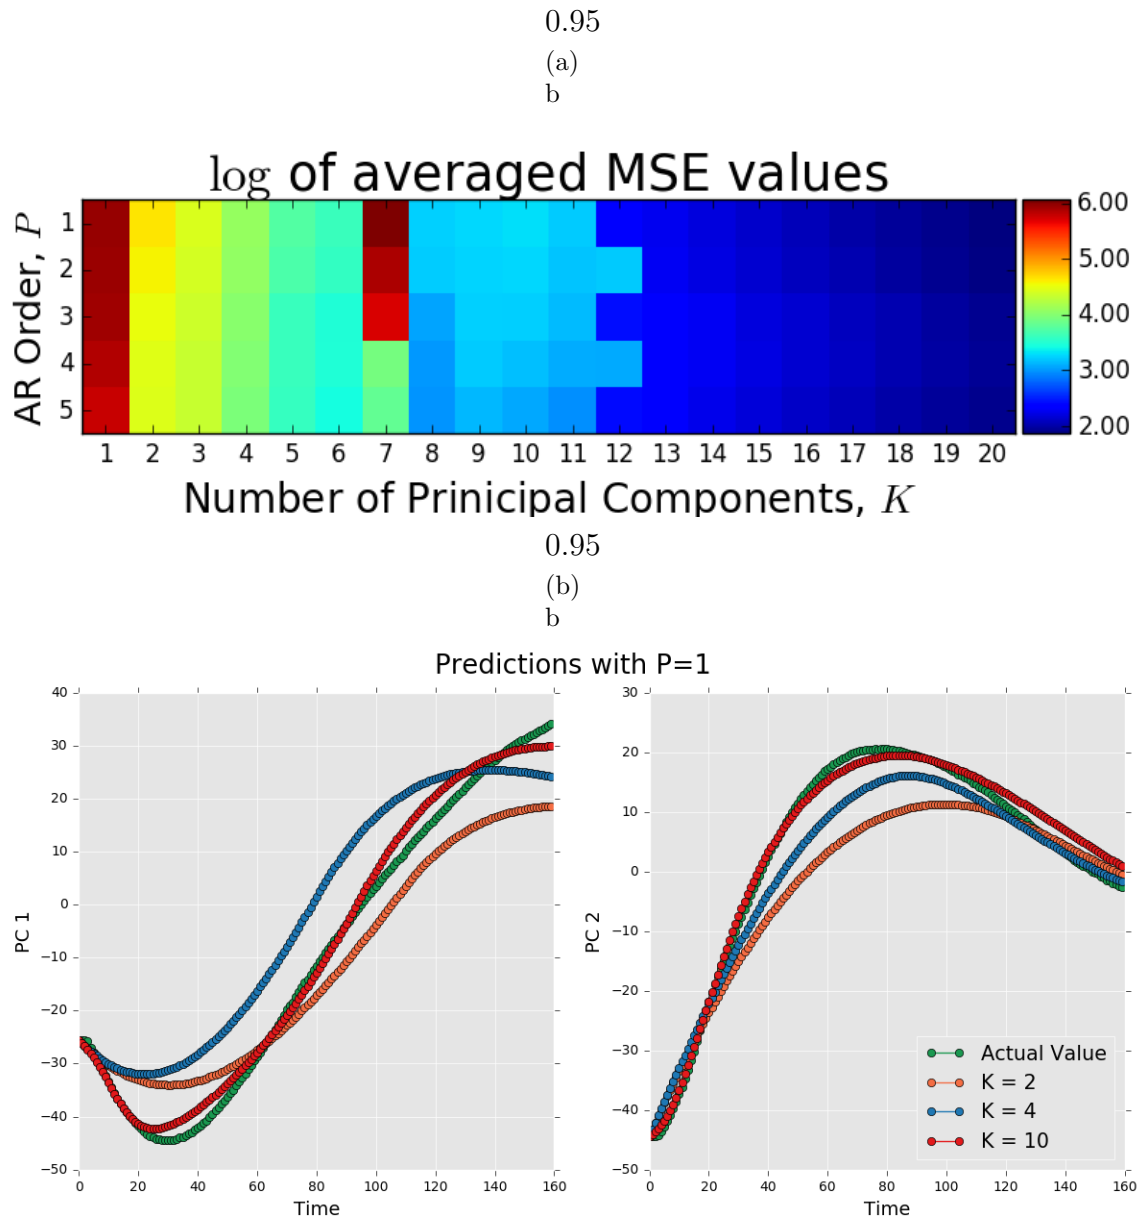 0.95
(a)
b
log of averaged MSE values
AR Order, P
1
2
3
4
5
6.00
5.00
4.00
3.00
2.00
1 2 3 4 5 6 7 8 9 10 11 12 13 14 15 16 17 18 19 20
Number of Prinicipal Components, K
0.95
(b)
b
Predictions with P=1
PC 1
40
30
20
10
0
−10
−20
−30
−40
−50
0 20 40 60 80 100 120 140 160
Time
PC 2
30
20
10
0
−10
−20
−30
−40
−50
Actual Value
K = 2
K = 4
K = 10
0 20 40 60 80 100 120 140 160
Time